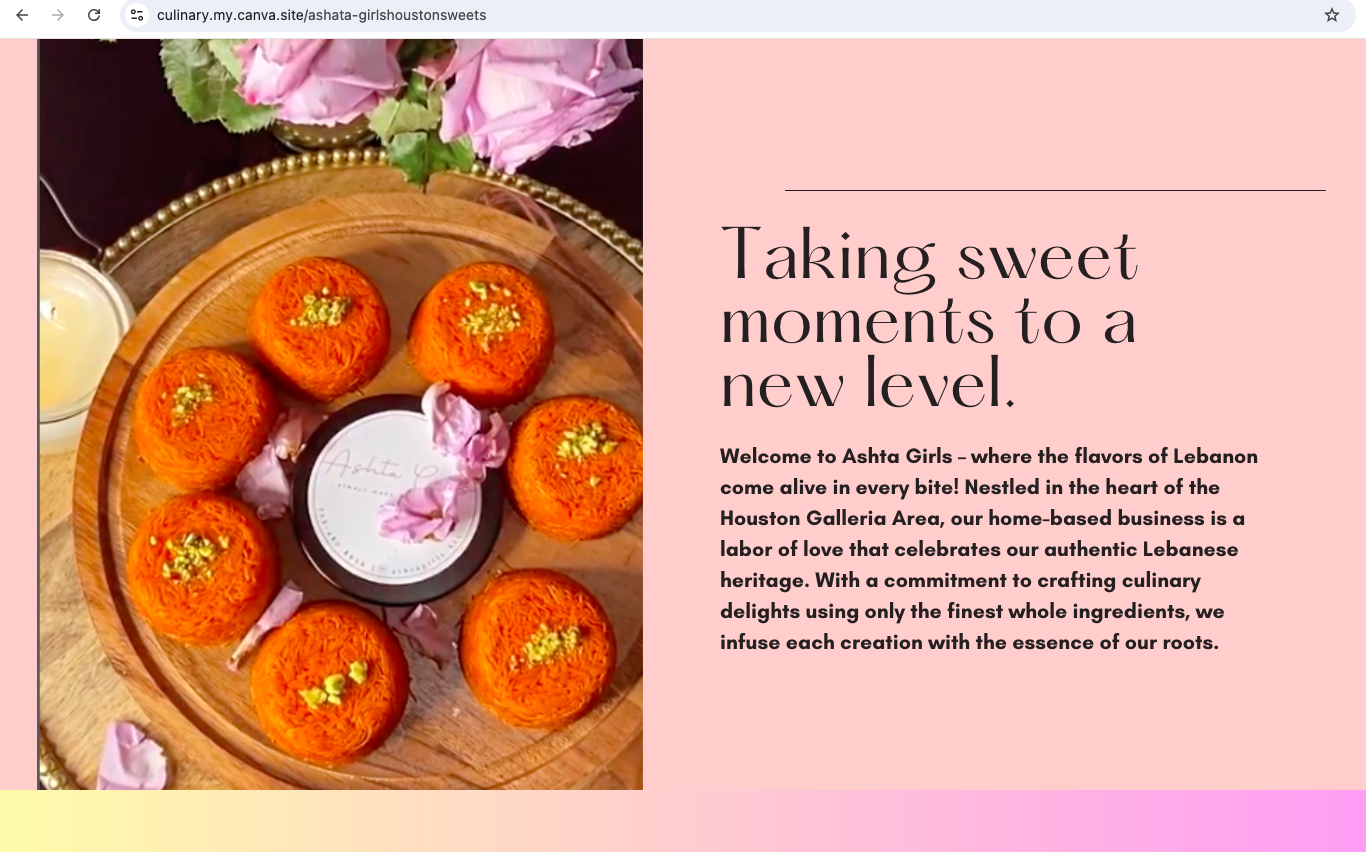 culinary.my.canva.site/ashata-girlshoustonsweets
Ashta
Taking sweet
moments to a
new level.
Welcome to Ashta Girls – where the flavors of Lebanon
come alive in every bite! Nestled in the heart of the
Houston Galleria Area, our home-based business is a
labor of love that celebrates our authentic Lebanese
heritage. With a commitment to crafting culinary
delights using only the finest whole ingredients, we
infuse each creation with the essence of our roots.